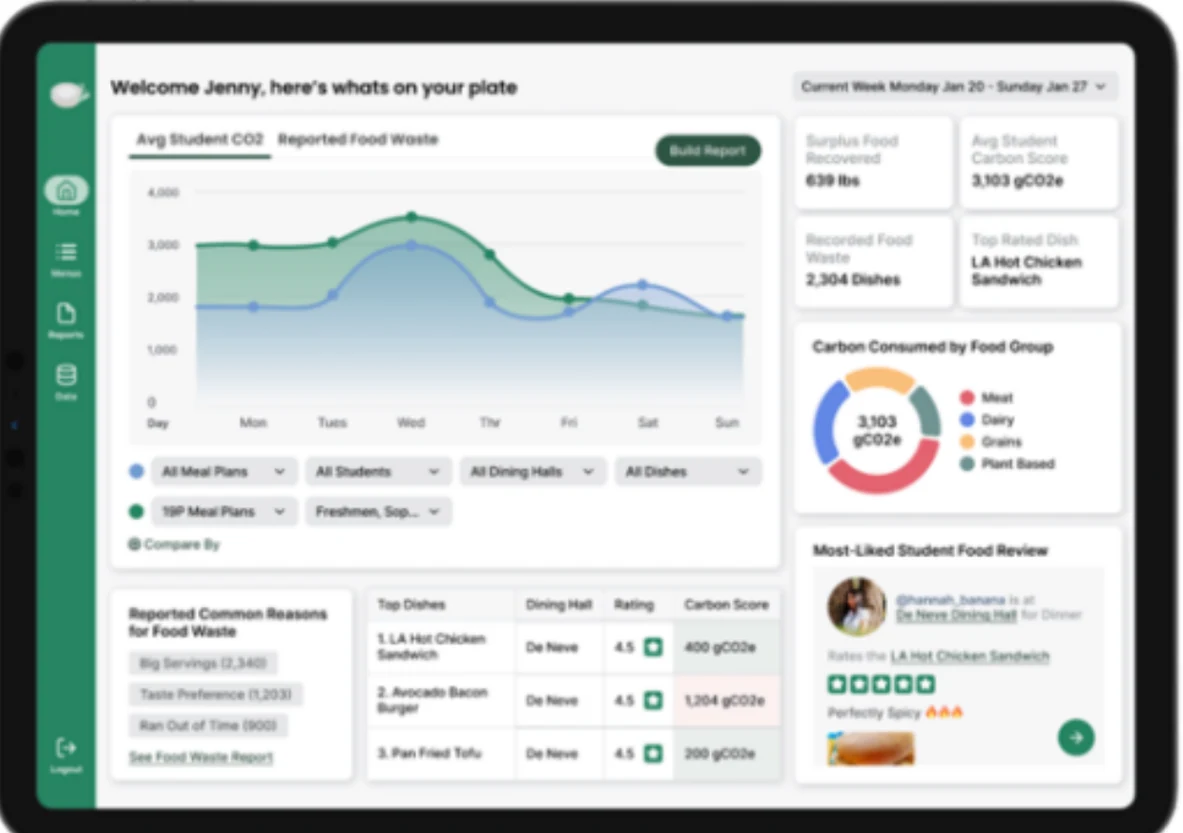 Welcome Jenny, here's whats on your plate
Current Week Monday Jan 20 - Sunday Jan 27
Home
Menus
Reports
Data
Logout
Avg Student CO2
Reported Food Waste
Build Report
4,000
3,000
2,000
1,000
0
Day
Mon
Tues
Wed
Thr
Fri
Sat
Sun
All Meal Plans
All Students
All Dining Halls
All Dishes
19P Meal Plans
Freshmen, Sop...
Compare By
Surplus Food
Recovered
639 lbs
Avg Student
Carbon Score
3,103 gCO2e
Recorded Food
Waste
2,304 Dishes
Top Rated Dish
LA Hot Chicken
Sandwich
Carbon Consumed by Food Group
3,103
gCO2e
Meat
Dairy
Grains
Plant Based
Reported Common Reasons
for Food Waste
Big Servings (2,340)
Taste Preference (1,203)
Ran Out of Time (900)
See Food Waste Report
Top Dishes
Dining Hall
Rating
Carbon Score
1. LA Hot Chicken
Sandwich
De Neve
4.5
400 gCO2e
2. Avocado Bacon
Burger
De Neve
4.5
1,204 gCO2e
3. Pan Fried Tofu
De Neve
4.5
200 gCO2e
Most-Liked Student Food Review
@hannah_banana is at
De Neve Dining Hall for Dinner
Rates the LA Hot Chicken Sandwich
Perfectly Spicy 🔥🔥🔥